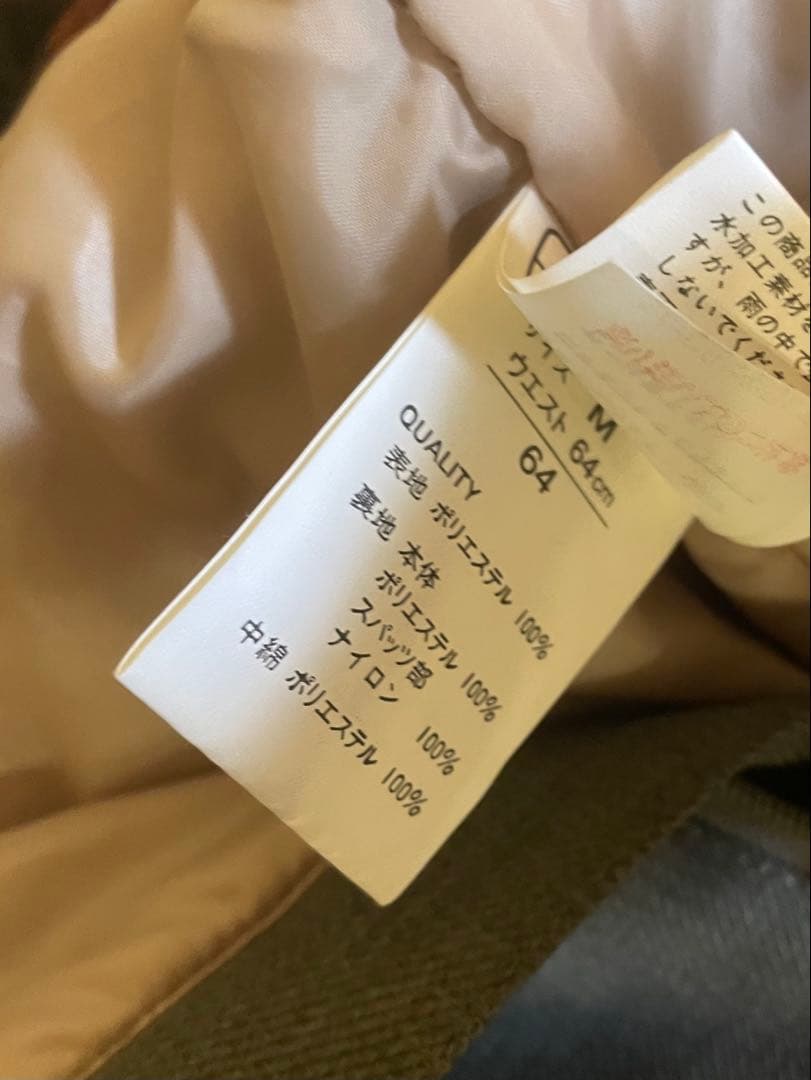 サイズ M
ウエスト 64cm
64
QUALITY
表地 ポリエステル 100%
裏地 本体
ポリエステル 100%
スパッツ部
ナイロン 100%
中綿 ポリエステル 100%
この商品
水加工素材
すが、雨の中で
しないでくださ